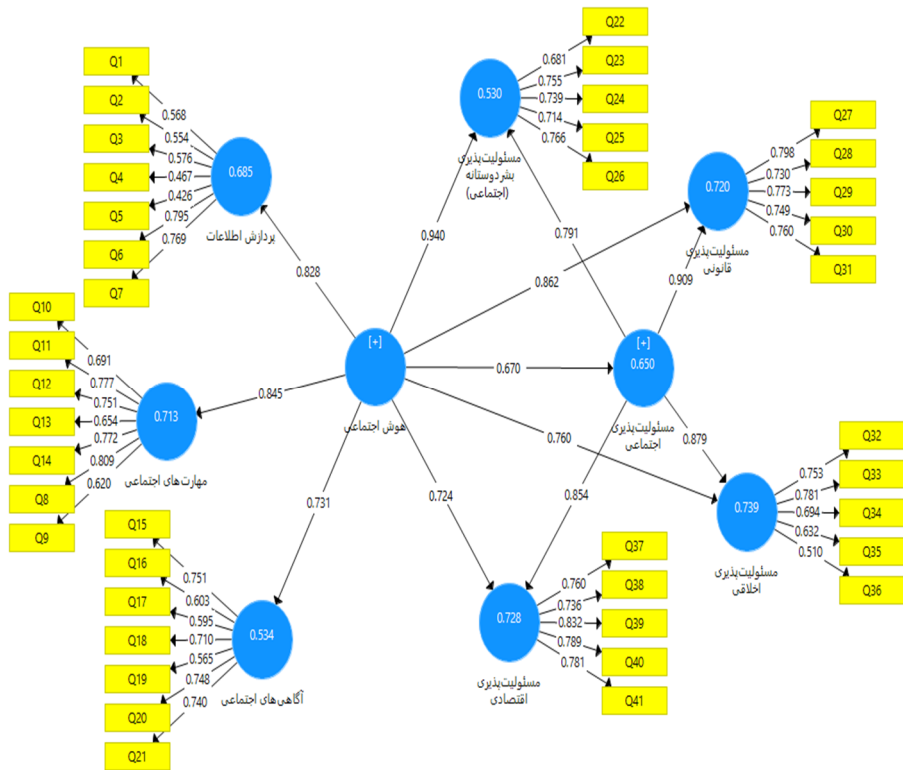 Q1
Q2
Q3
Q4
Q5
Q6
Q7
0.568
0.554
0.576
0.467
0.426
0.795
0.769
0.685
پردازش اطلاعات
0.828
Q10
Q11
Q12
Q13
Q14
Q8
Q9
0.691
0.777
0.751
0.654
0.772
0.809
0.620
0.713
مهارت‌های اجتماعی
0.845
Q15
Q16
Q17
Q18
Q19
Q20
Q21
0.751
0.603
0.595
0.710
0.565
0.748
0.740
0.534
آگاهی‌های اجتماعی
0.731
[+]
هوش اجتماعی
0.940
0.862
0.670
0.760
0.724
Q22
Q23
Q24
Q25
Q26
0.681
0.755
0.739
0.714
0.766
0.530
مسئولیت‌پذیری
بشردوستانه
(اجتماعی)
0.791
[+]
0.650
مسئولیت‌پذیری
اجتماعی
0.909
0.879
0.854
Q27
Q28
Q29
Q30
Q31
0.798
0.730
0.773
0.749
0.760
0.720
مسئولیت‌پذیری
قانونی
Q32
Q33
Q34
Q35
Q36
0.753
0.781
0.694
0.632
0.510
0.739
مسئولیت‌پذیری
اخلاقی
Q37
Q38
Q39
Q40
Q41
0.760
0.736
0.832
0.789
0.781
0.728
مسئولیت‌پذیری
اقتصادی